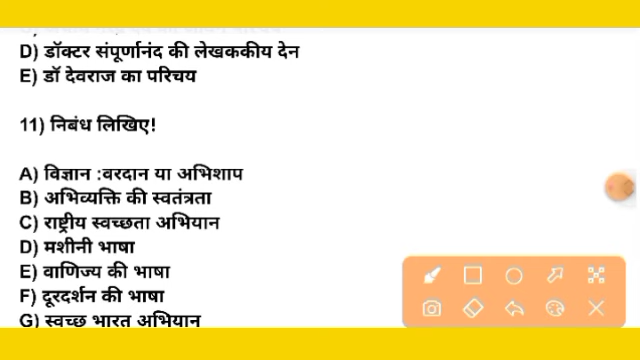 D) डॉक्टर संपूर्णानंद की लेखककीय देन
E) डॉ देवराज का परिचय
11) निबंध लिखिए!
A) विज्ञान :वरदान या अभिशाप
B) अभिव्यक्ति की स्वतंत्रता
C) राष्ट्रीय स्वच्छता अभियान
D) मशीनी भाषा
E) वाणिज्य की भाषा
F) दूरदर्शन की भाषा
G) स्वच्छ भारत अभियान